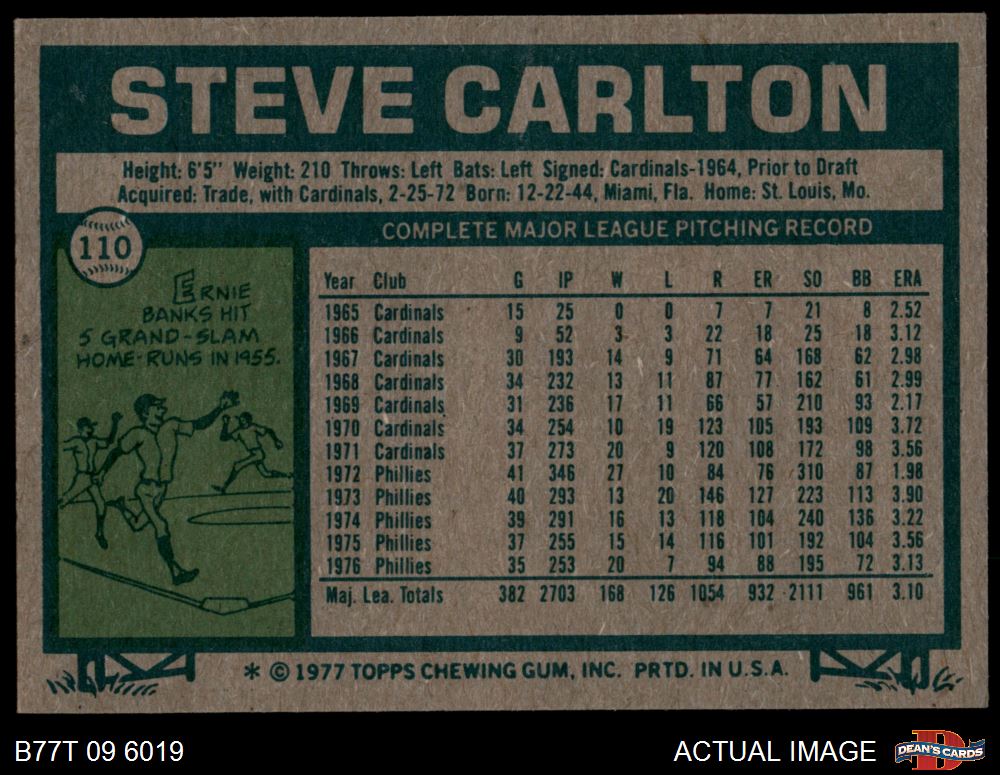 STEVE CARLTON
Height: 6'5" Weight: 210 Throws: Left Bats: Left Signed: Cardinals-1964, Prior to Draft
Acquired: Trade, with Cardinals, 2-25-72 Born: 12-22-44, Miami, Fla. Home: St. Louis, Mo.
110
COMPLETE MAJOR LEAGUE PITCHING RECORD
ERNIE
BANKS HIT
5 GRAND-SLAM
HOME RUNS IN 1955.
Year Club G IP W L R ER SO BB ERA
1965 Cardinals 15 25 0 0 7 7 21 8 2.52
1966 Cardinals 9 52 3 3 22 18 25 18 3.12
1967 Cardinals 30 193 14 9 71 64 168 62 2.98
1968 Cardinals 34 232 13 11 87 77 162 61 2.99
1969 Cardinals 31 236 17 11 66 57 210 93 2.17
1970 Cardinals 34 254 10 19 123 105 193 109 3.72
1971 Cardinals 37 273 20 9 120 108 172 98 3.56
1972 Phillies 41 346 27 10 84 76 310 87 1.98
1973 Phillies 40 293 13 20 146 127 223 113 3.90
1974 Phillies 39 291 16 13 118 104 240 136 3.22
1975 Phillies 37 255 15 14 116 101 192 104 3.56
1976 Phillies 35 253 20 7 94 88 195 72 3.13
Maj. Lea. Totals 382 2703 168 126 1054 932 2111 961 3.10
* © 1977 TOPPS CHEWING GUM, INC. PRTD. IN U.S.A.
B77T 09 6019
ACTUAL IMAGE
D
DEAN'S CARDS